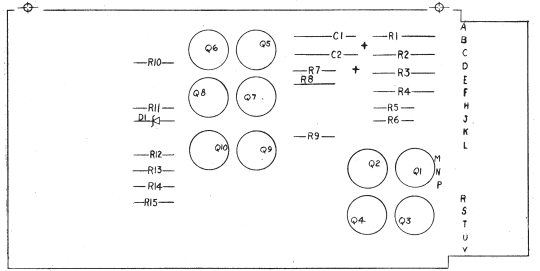 A
C1 R1
B
Q6 Q5
+
C
C2 R2
R10
D
R7 + R3
R8
E
Q8 Q7
R4
F
R11
R5
H
D1
R6
J
K
R9
Q10 Q9
L
R12
M
Q2
R13
Q1 N
R14
P
R15
R
S
Q4 Q3
T
U
V